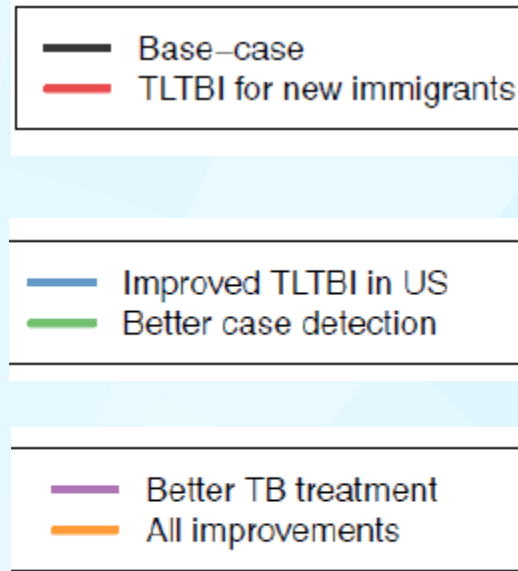 Base–case
TLTBI for new immigrants
Improved TLTBI in US
Better case detection
Better TB treatment
All improvements